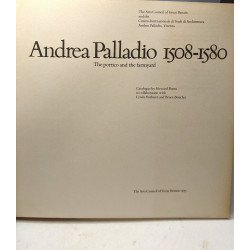 The Arts Council of Great Britain
and the
Centro Internazionale di Studi di Architettura
Andrea Palladio, Vicenza
Andrea Palladio 1508-1580
The portico and the farmyard
Catalogue by Howard Burns
in collaboration with
Lynda Fairbairn and Bruce Boucher
The Arts Council of Great Britain 1975